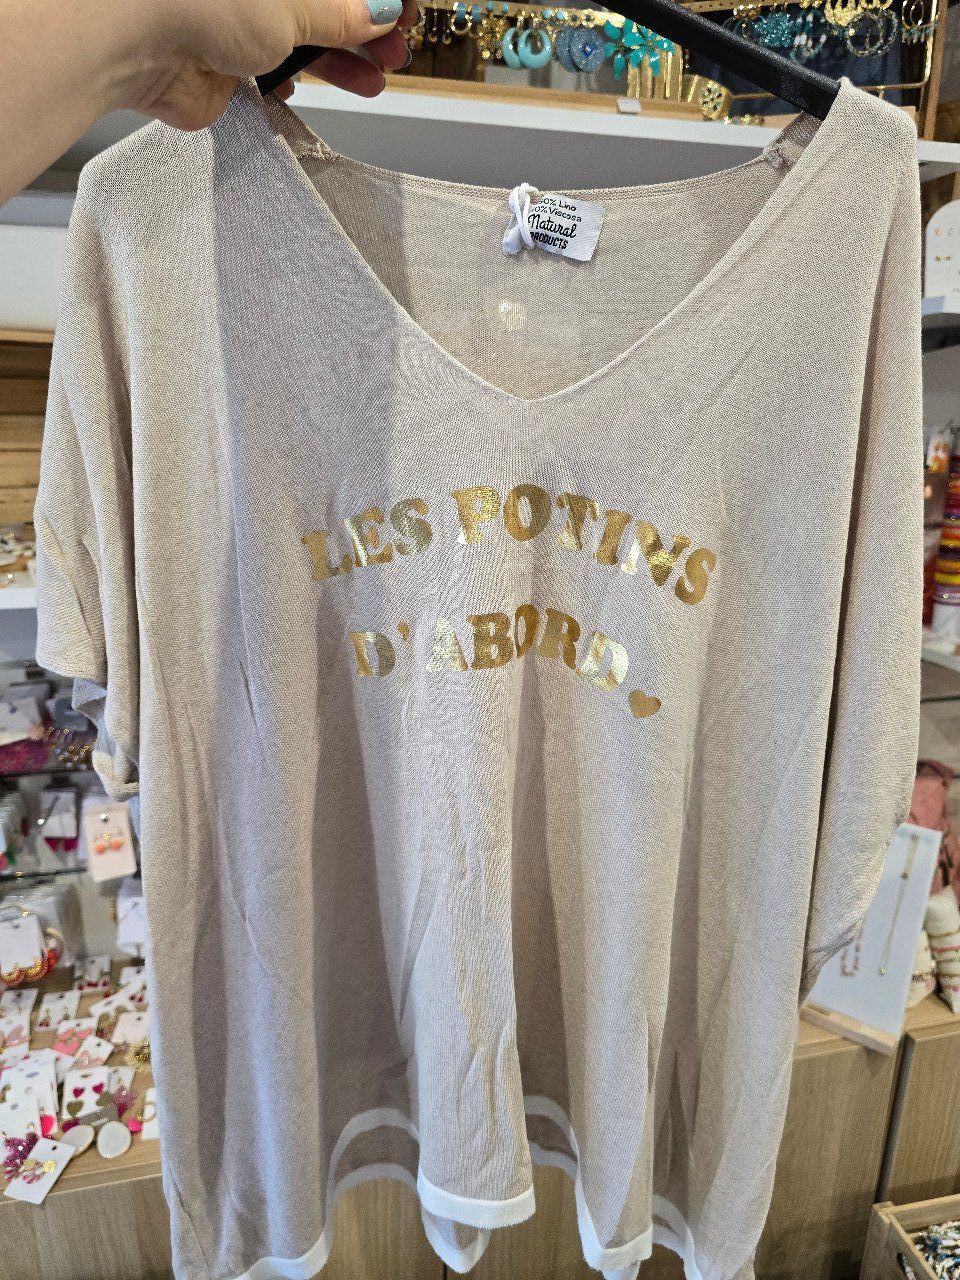 % Lino
% Viscosa
Natural
PRODUCTS
LES POTINS
D'ABORD